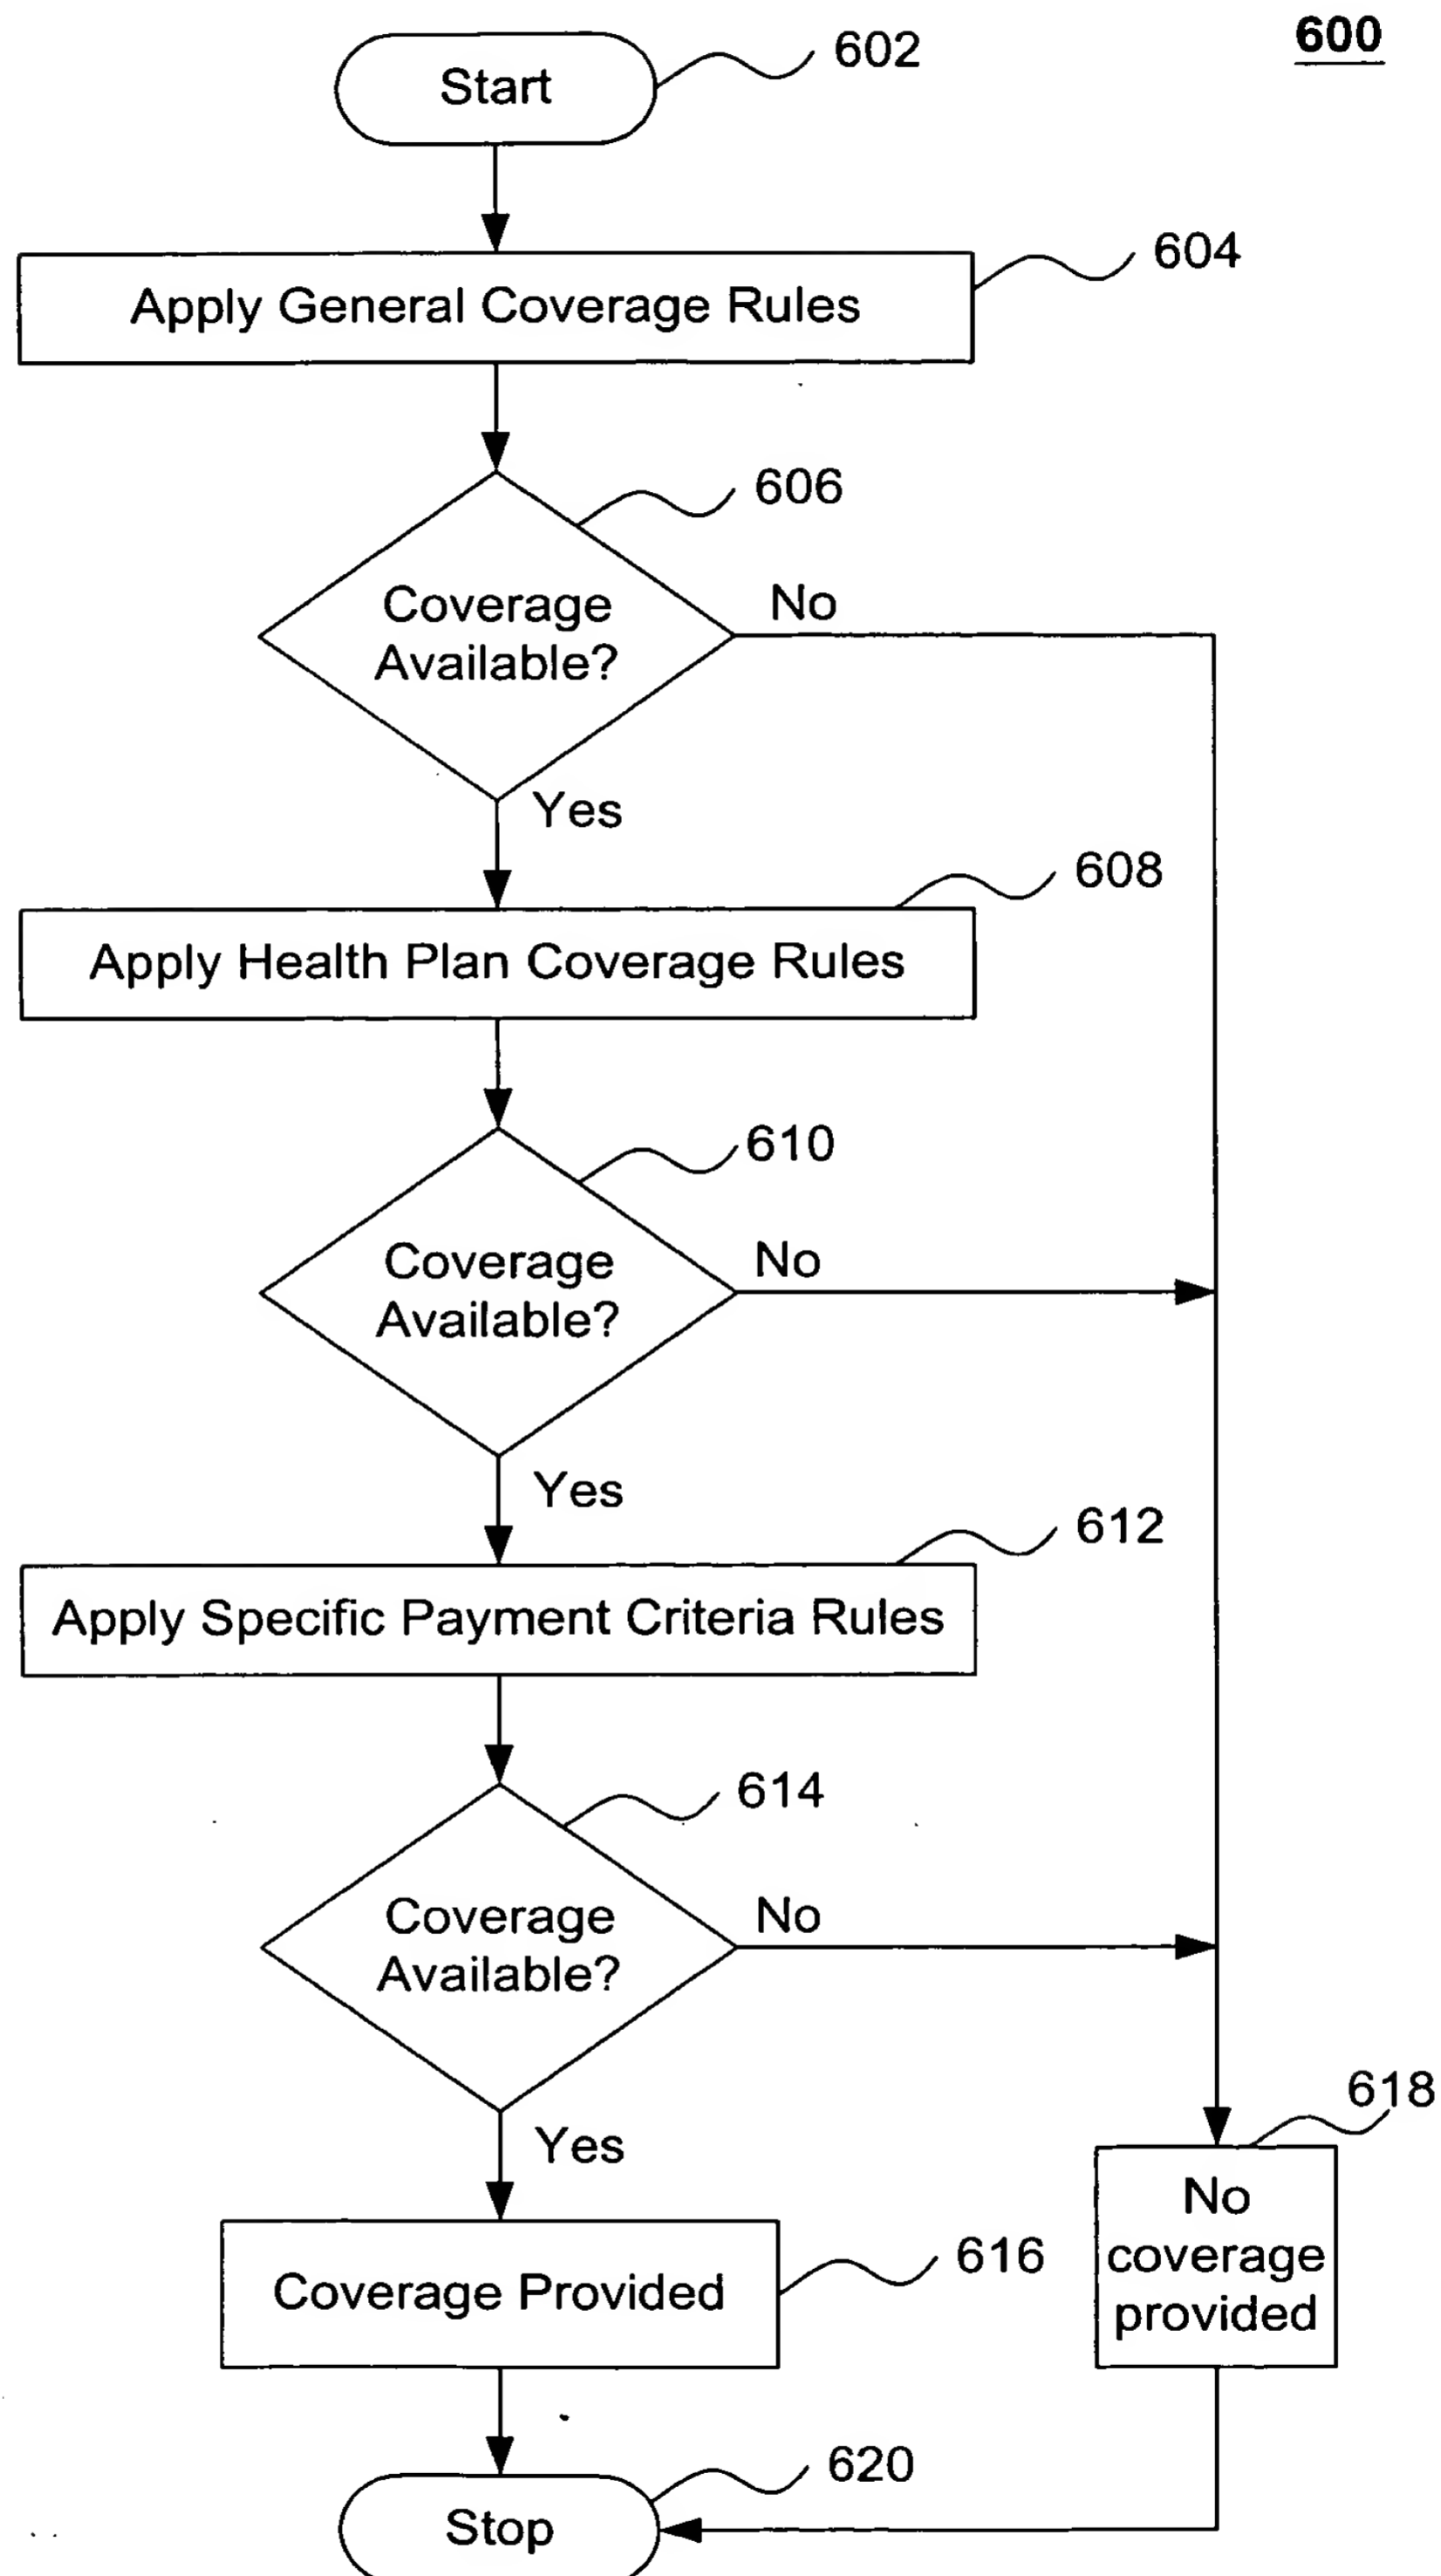 600
Start
602
Apply General Coverage Rules
604
606
Coverage
Available?
No
Yes
608
Apply Health Plan Coverage Rules
610
Coverage
Available?
No
Yes
612
Apply Specific Payment Criteria Rules
614
Coverage
Available?
No
Yes
618
No
coverage
provided
Coverage Provided
616
620
Stop